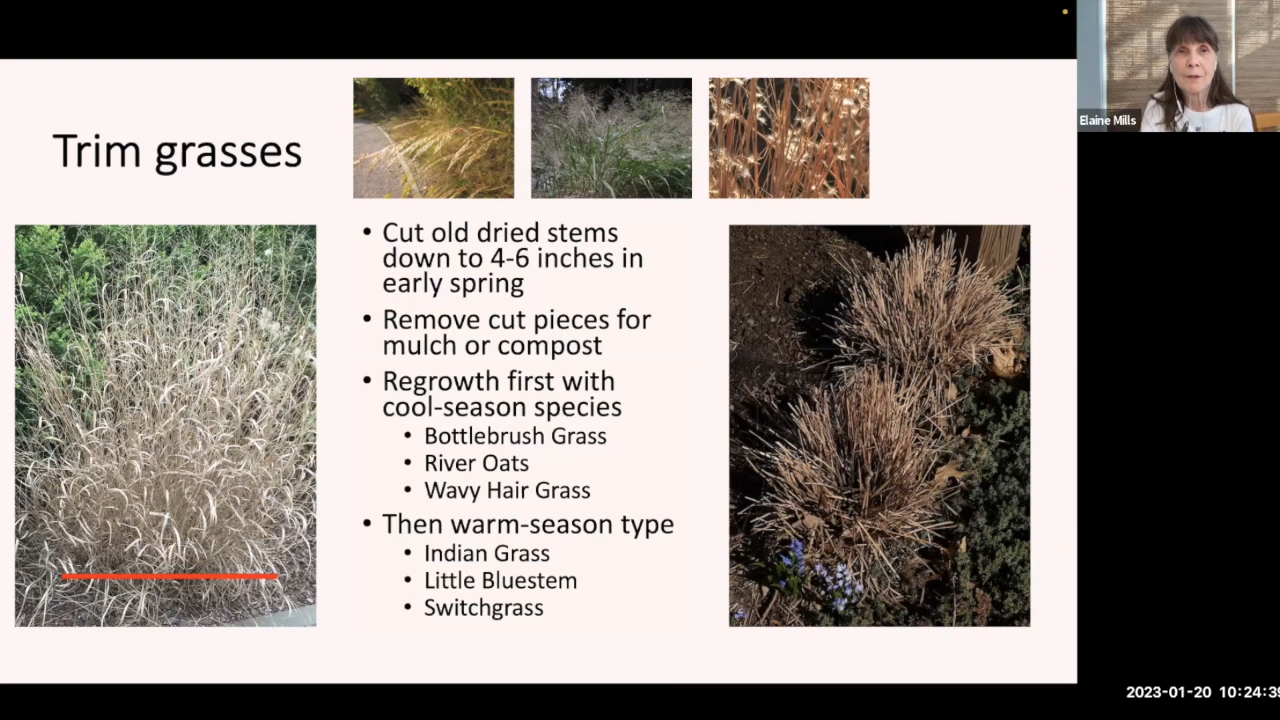 Elaine Mills
Trim grasses
• Cut old dried stems
down to 4-6 inches in
early spring
• Remove cut pieces for
mulch or compost
• Regrowth first with
cool-season species
• Bottlebrush Grass
• River Oats
• Wavy Hair Grass
• Then warm-season type
• Indian Grass
• Little Bluestem
• Switchgrass
2023-01-20 10:24:39